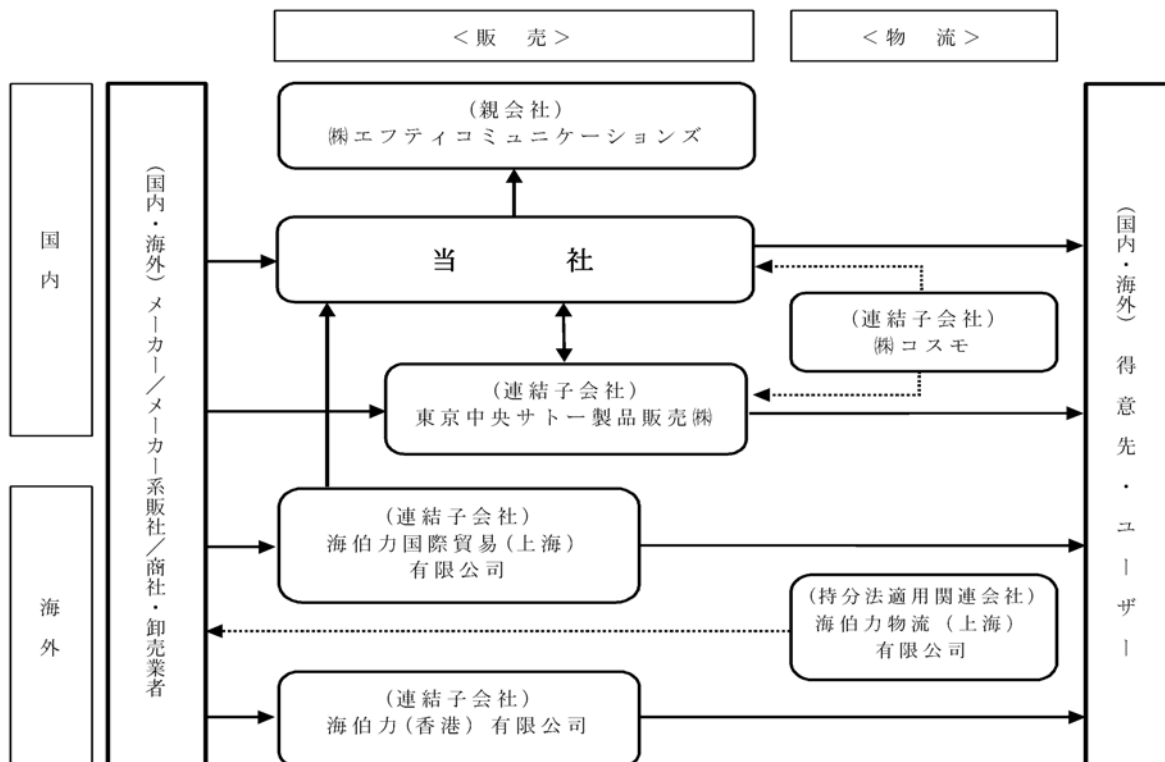 ＜販　売＞
＜物　流＞
国内
海外
(国内・海外) メーカー／メーカー系販社／商社・卸売業者
(親会社)
㈱エフティコミュニケーションズ
当　社
(連結子会社)
㈱コスモ
(連結子会社)
東京中央サトー製品販売㈱
(連結子会社)
海伯力国際貿易(上海)
有限公司
(持分法適用関連会社)
海伯力物流(上海)
有限公司
(連結子会社)
海伯力(香港)有限公司
(国内・海外) 得意先・ユーザー